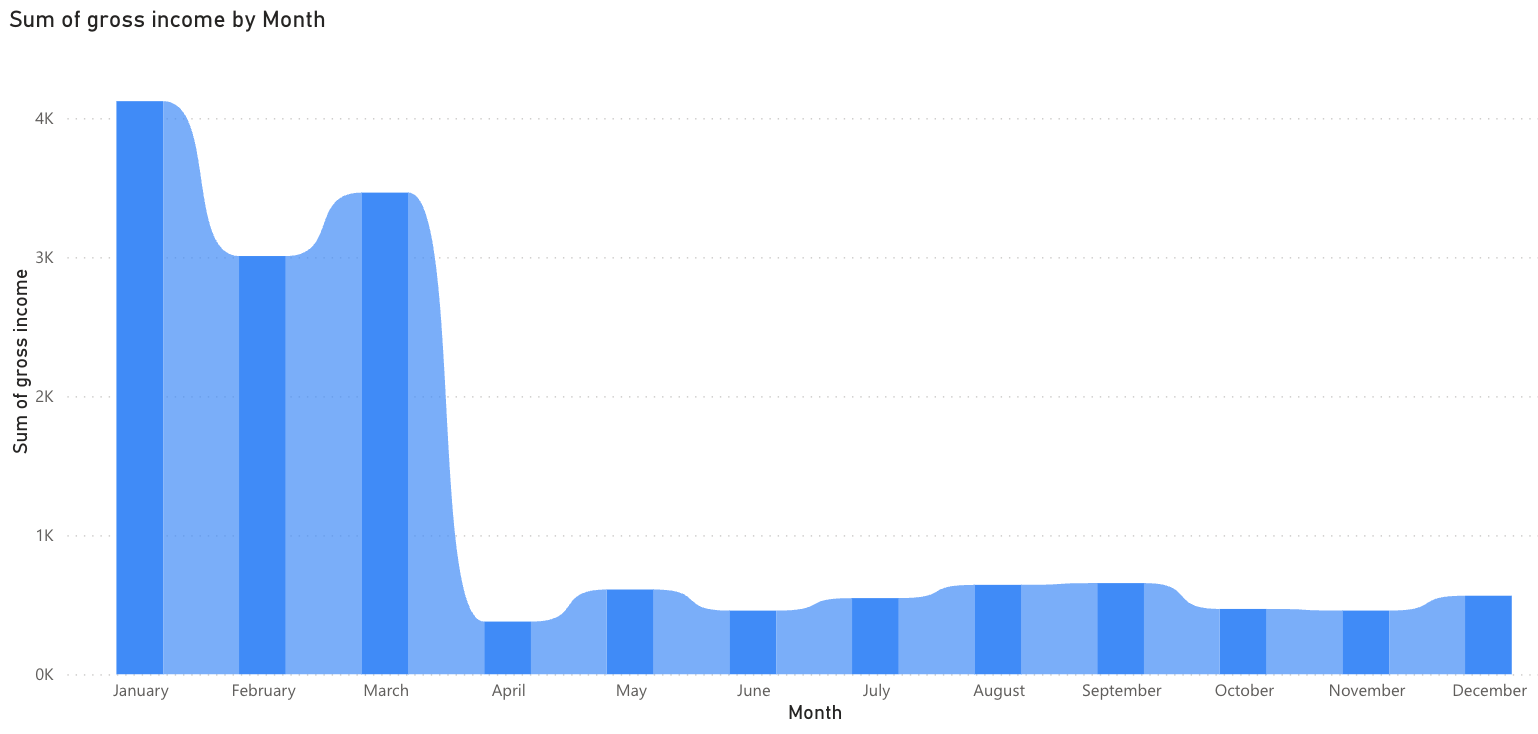 Sum of gross income by Month
Sum of gross income
4K
3K
2K
1K
0K
January February March April May June July August September October November December
Month